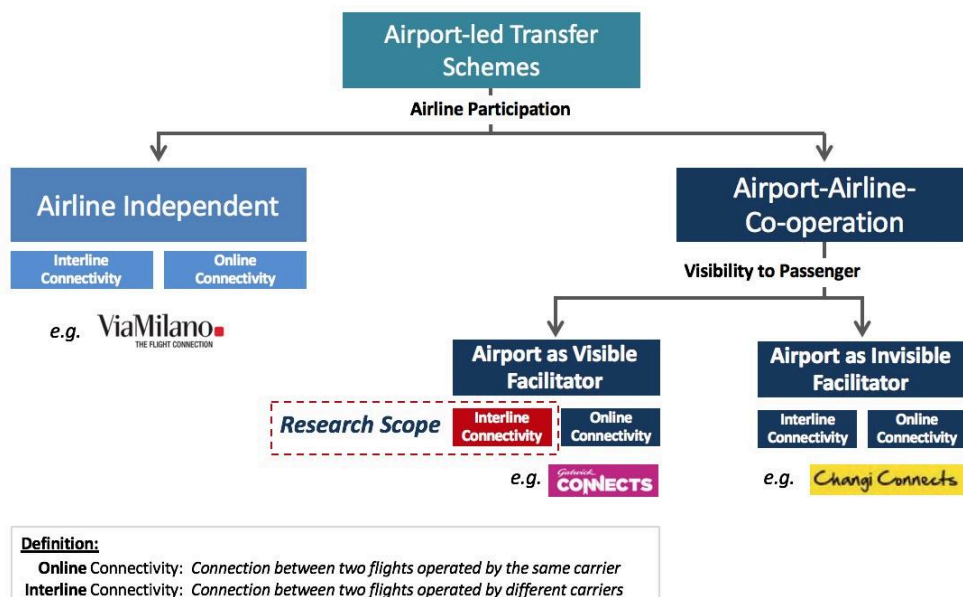 Airport-led Transfer
Schemes
Airline Participation
Airline Independent
Airport-Airline-
Co-operation
Interline
Connectivity
Online
Connectivity
Visibility to Passenger
e.g. ViaMilano
THE FLIGHT CONNECTION
Airport as Visible
Facilitator
Airport as Invisible
Facilitator
Research Scope
Interline
Connectivity
Online
Connectivity
Interline
Connectivity
Online
Connectivity
e.g. Gatwick
CONNECTS
e.g. Changi Connects
Definition:
Online Connectivity: Connection between two flights operated by the same carrier
Interline Connectivity: Connection between two flights operated by different carriers